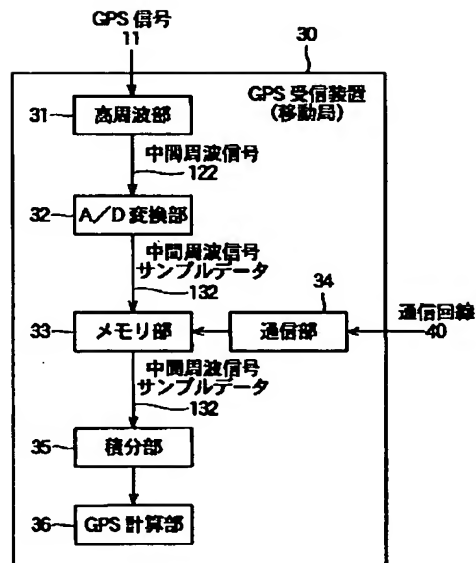 GPS 信号
11
30
GPS 受信装置
(移動局)
31
高周波部
中間周波信号
122
32
A/D 変換部
中間周波信号
サンプルデータ
132
34
33
メモリ部
通信部
通信回線
40
中間周波信号
サンプルデータ
132
35
積分部
36
GPS 計算部